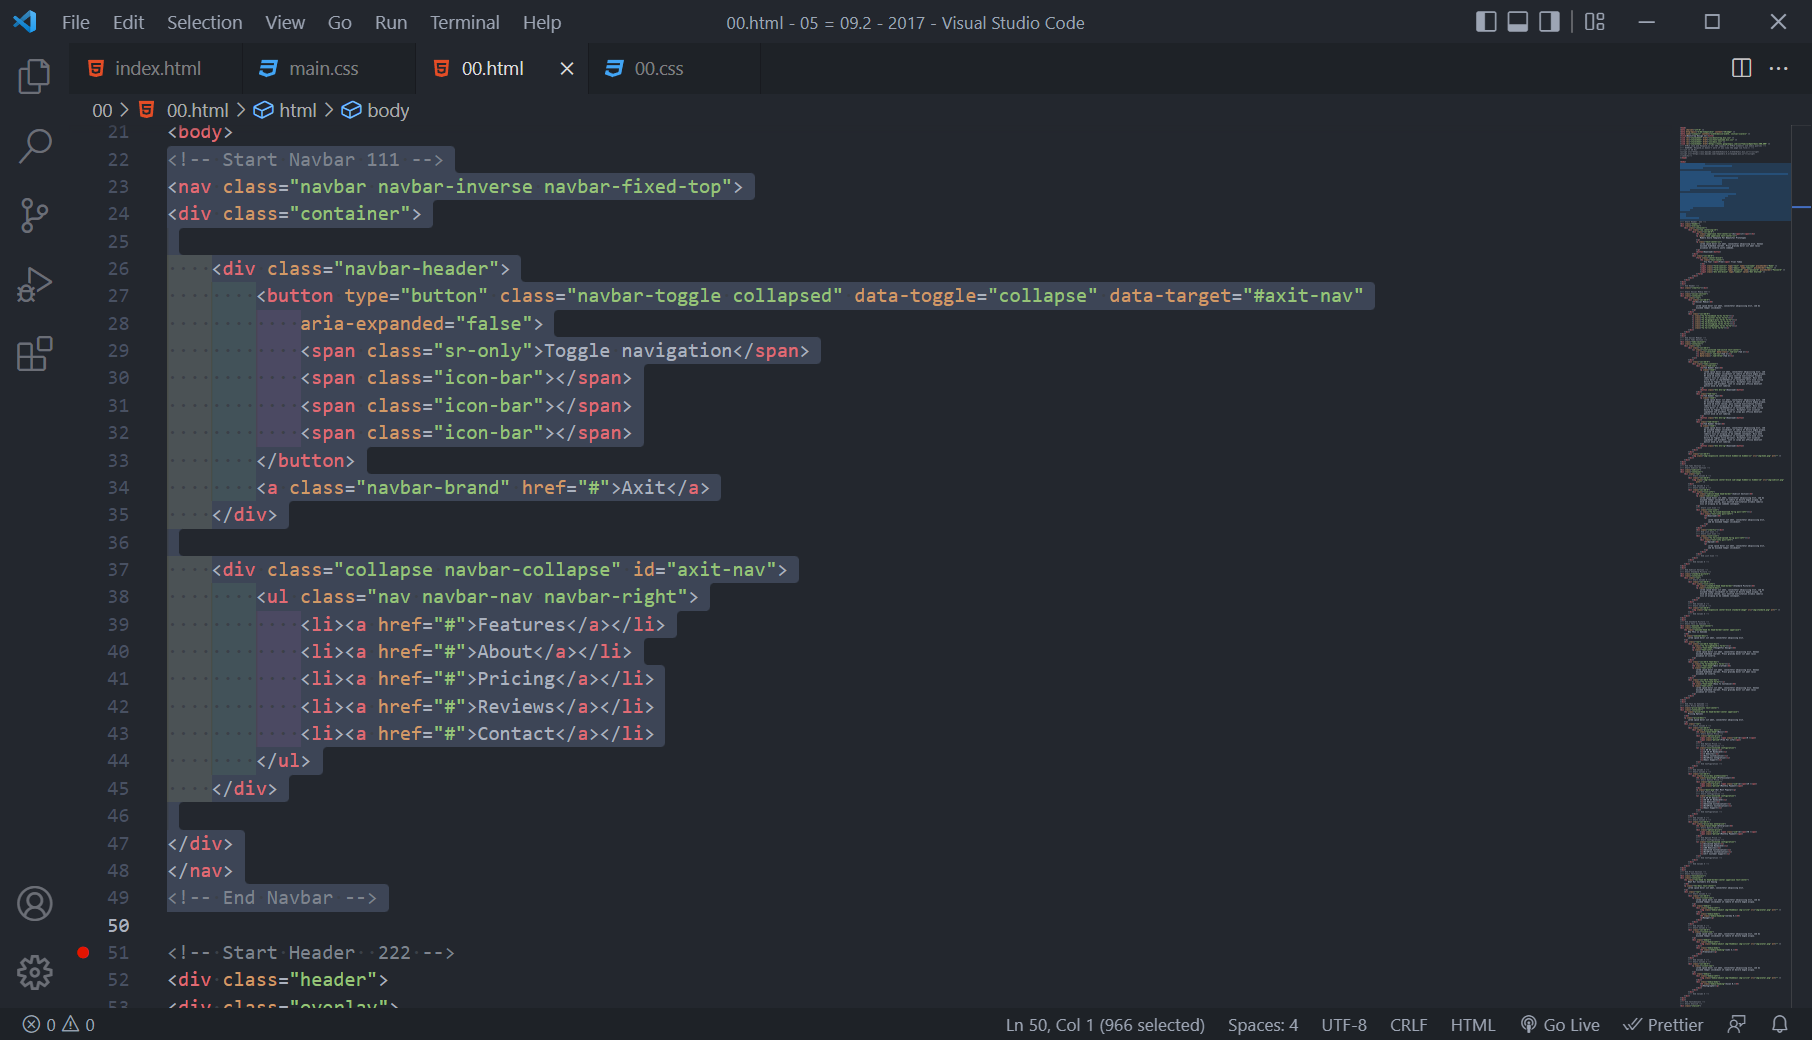 File Edit Selection View Go Run Terminal Help 00.html - 05 = 09.2 - 2017 - Visual Studio Code
index.html main.css 00.html 00.css
00 > 00.html > html > body
21 <body>
22 <!-- Start Navbar 111 -->
23 <nav class="navbar navbar-inverse navbar-fixed-top">
24 <div class="container">
25
26 <div class="navbar-header">
27 <button type="button" class="navbar-toggle collapsed" data-toggle="collapse" data-target="#axit-nav"
28 aria-expanded="false">
29 <span class="sr-only">Toggle navigation</span>
30 <span class="icon-bar"></span>
31 <span class="icon-bar"></span>
32 <span class="icon-bar"></span>
33 </button>
34 <a class="navbar-brand" href="#">Axit</a>
35 </div>
36
37 <div class="collapse navbar-collapse" id="axit-nav">
38 <ul class="nav navbar-nav navbar-right">
39 <li><a href="#">Features</a></li>
40 <li><a href="#">About</a></li>
41 <li><a href="#">Pricing</a></li>
42 <li><a href="#">Reviews</a></li>
43 <li><a href="#">Contact</a></li>
44 </ul>
45 </div>
46
47 </div>
48 </nav>
49 <!-- End Navbar -->
50
51 <!-- Start Header  222 -->
52 <div class="header">
53 <div class="overlay">
0 0 Ln 50, Col 1 (966 selected) Spaces: 4 UTF-8 CRLF HTML Go Live Prettier